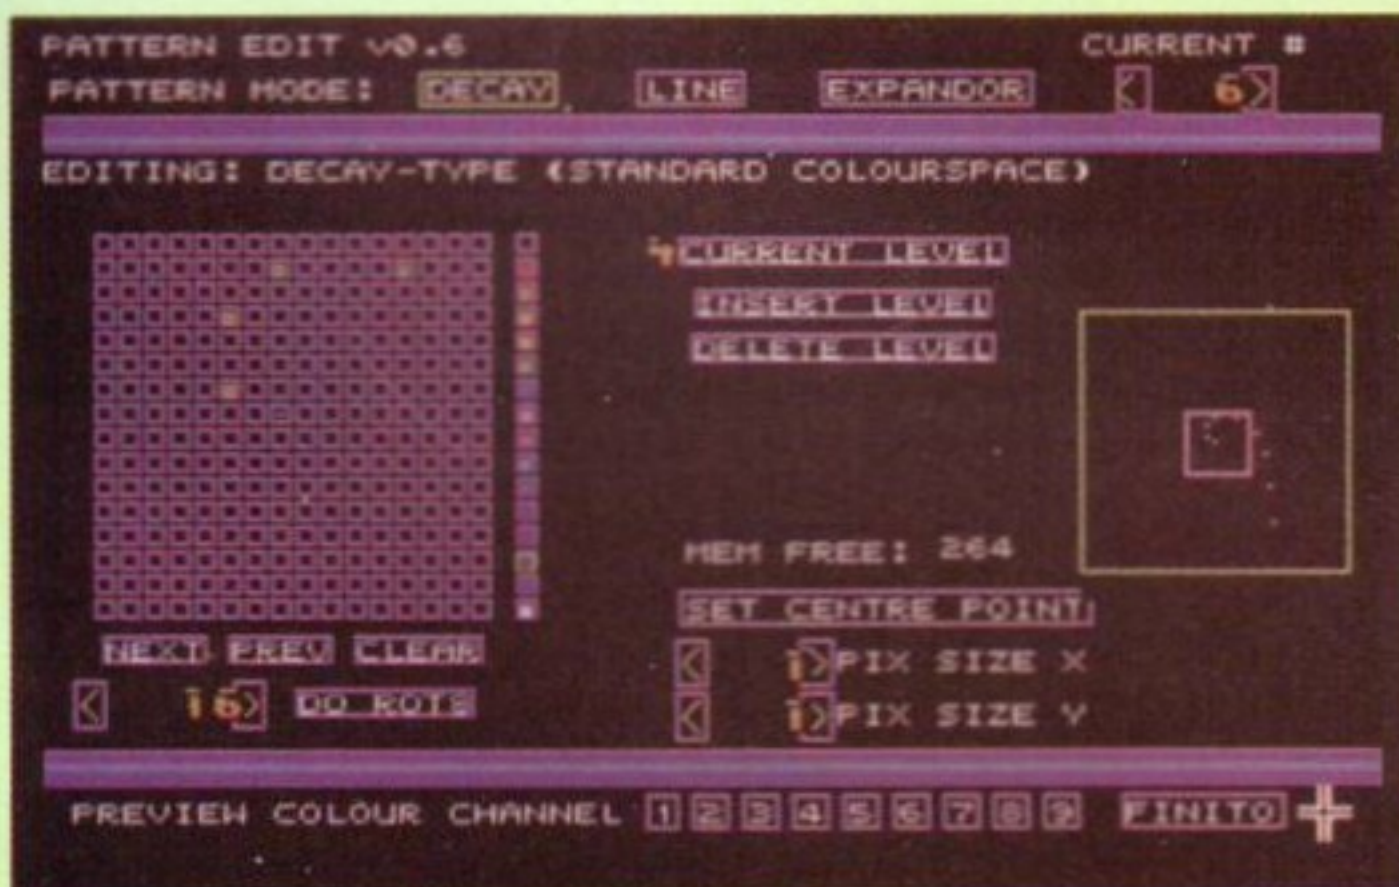 PATTERN EDIT v0.6 CURRENT #
PATTERN MODE: DECAY LINE EXPANDOR < 6>
EDITING: DECAY-TYPE (STANDARD COLOURSPACE)
4 CURRENT LEVEL
INSERT LEVEL
DELETE LEVEL
MEM FREE: 264
SET CENTRE POINT
NEXT PREV CLEAR
< 1> PIX SIZE X
< 16> DO ROTS
< 1> PIX SIZE Y
PREVIEW COLOUR CHANNEL 1 2 3 4 5 6 7 8 9 FINITO